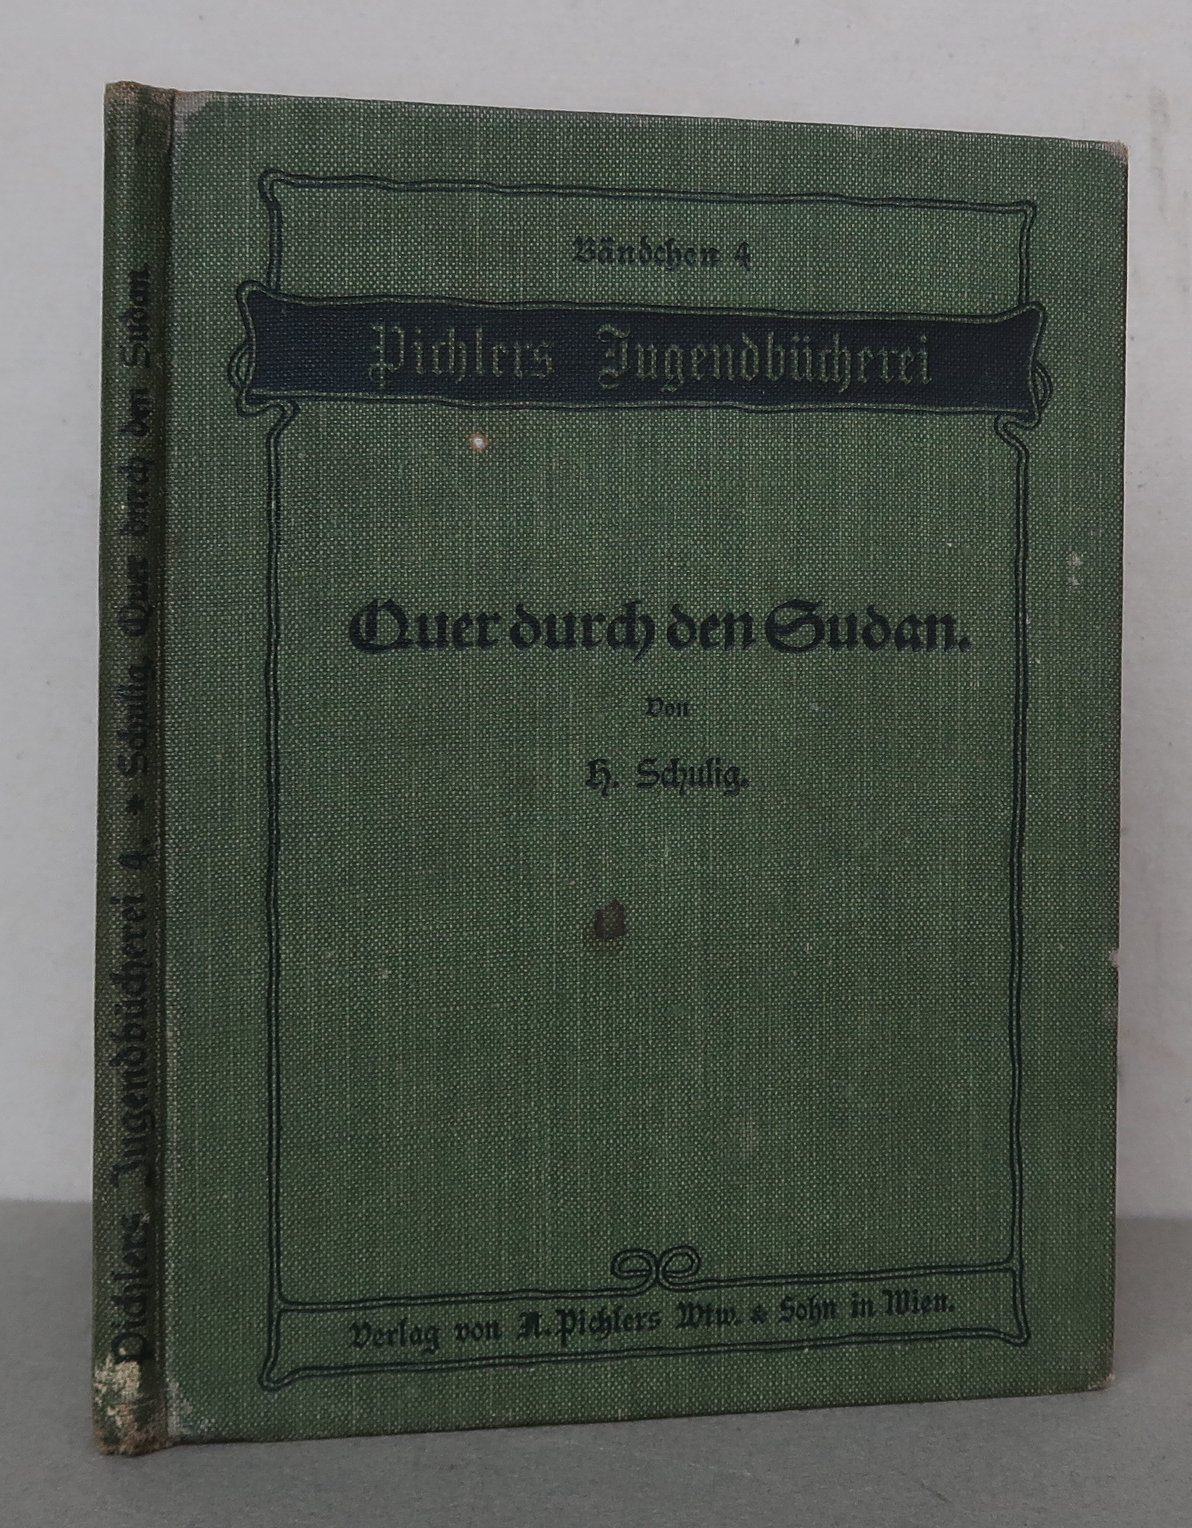 Bändchen 4
Pichlers Jugendbücherei
Quer durch den Sudan.
Von
H. Schulig.
Verlag von A. Pichlers Wtw. & Sohn in Wien.
Pichlers Jugendbücherei 4. * Schulig, Quer durch den Sudan